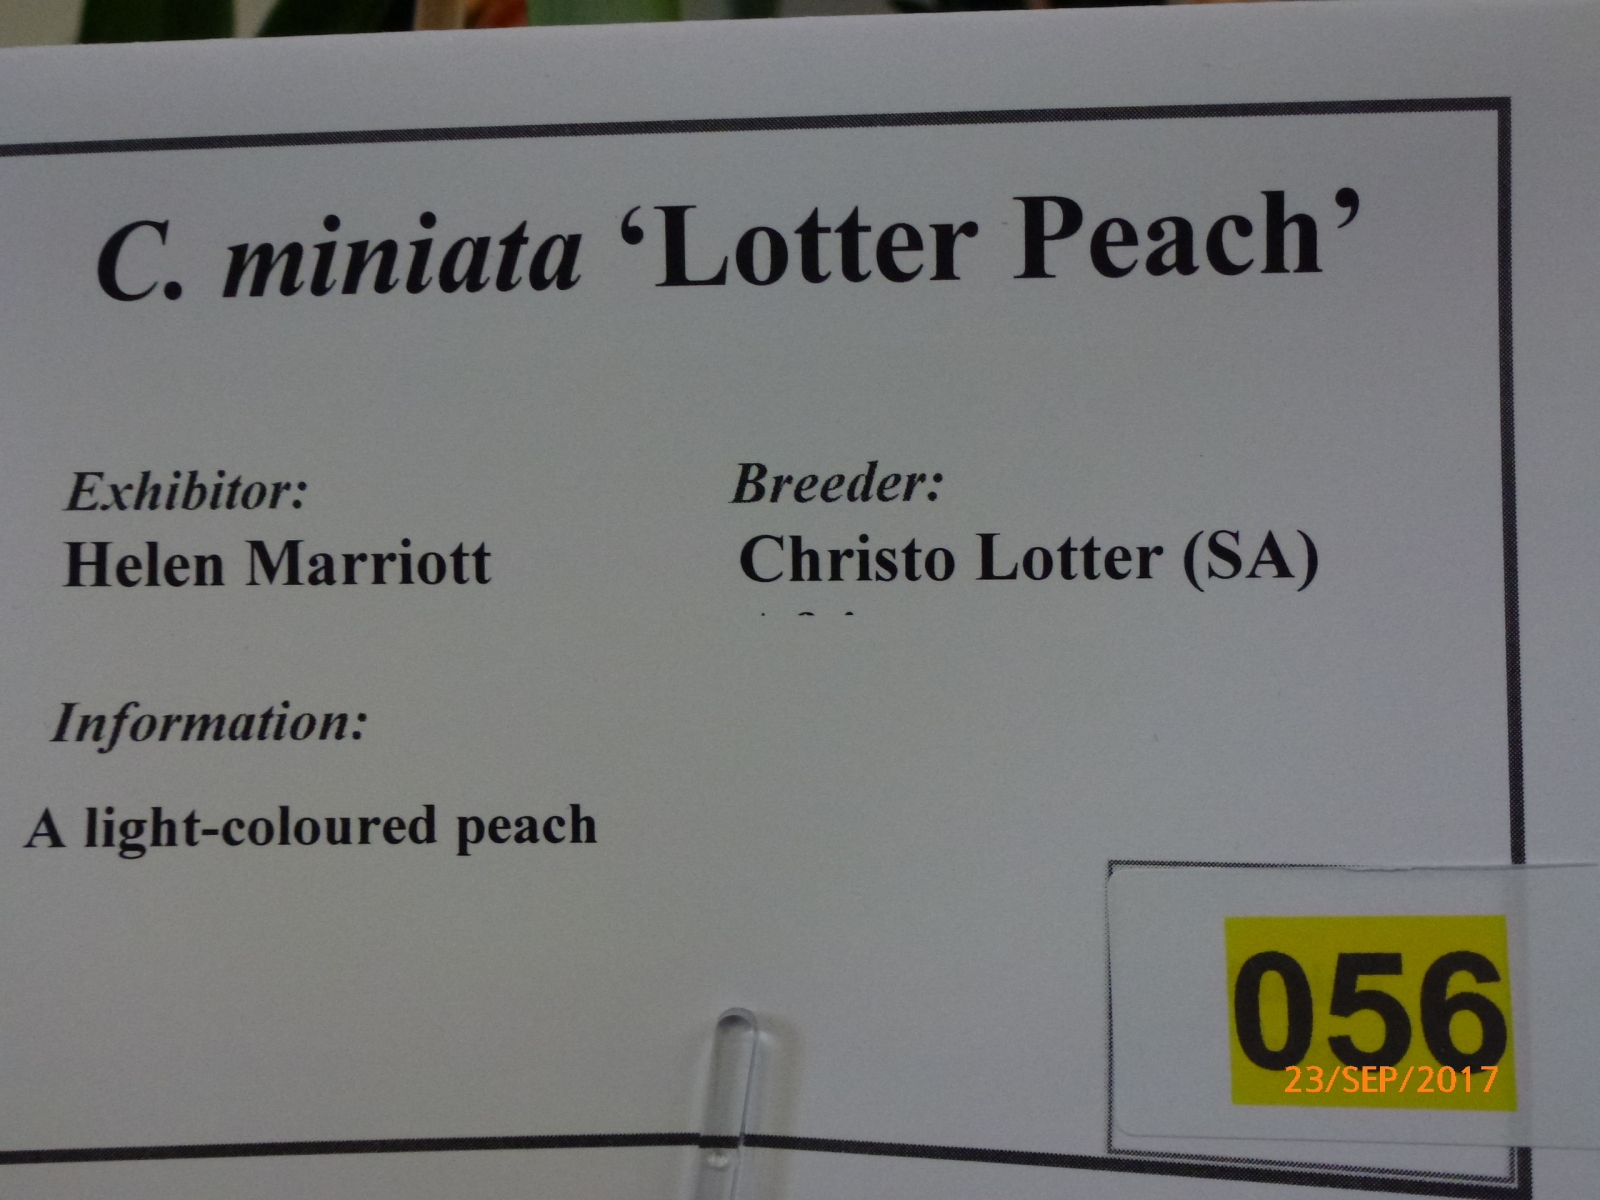 C. miniata ‘Lotter Peach’
Exhibitor:
Helen Marriott
Breeder:
Christo Lotter (SA)
Information:
A light-coloured peach
056
23/SEP/2017